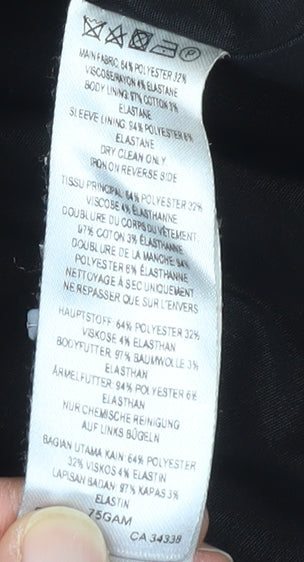 MAIN FABRIC: 64% POLYESTER 32%
VISCOSE/RAYON 4% ELASTANE
BODY LINING: 97% COTTON 3%
ELASTANE
SLEEVE LINING: 94% POLYESTER 6%
ELASTANE
DRY CLEAN ONLY
IRON ON REVERSE SIDE
TISSU PRINCIPAL: 64% POLYESTER 32%
VISCOSE 4% ÉLASTHANNE
DOUBLURE DU CORPS DU VÊTEMENT:
97% COTON 3% ÉLASTHANNE
DOUBLURE DE LA MANCHE: 94%
POLYESTER 6% ÉLASTHANNE
NETTOYAGE À SEC UNIQUEMENT
NE REPASSER QUE SUR L'ENVERS
HAUPTSTOFF: 64% POLYESTER 32%
VISKOSE 4% ELASTHAN
BODYFUTTER: 97% BAUMWOLLE 3%
ELASTHAN
ÄRMELFUTTER: 94% POLYESTER 6%
ELASTHAN
NUR CHEMISCHE REINIGUNG
AUF LINKS BÜGELN
BAGIAN UTAMA KAIN: 64% POLYESTER
32% VISKOS 4% ELASTIN
LAPISAN BADAN: 97% KAPAS 3%
ELASTIN
75GAM
CA 34338